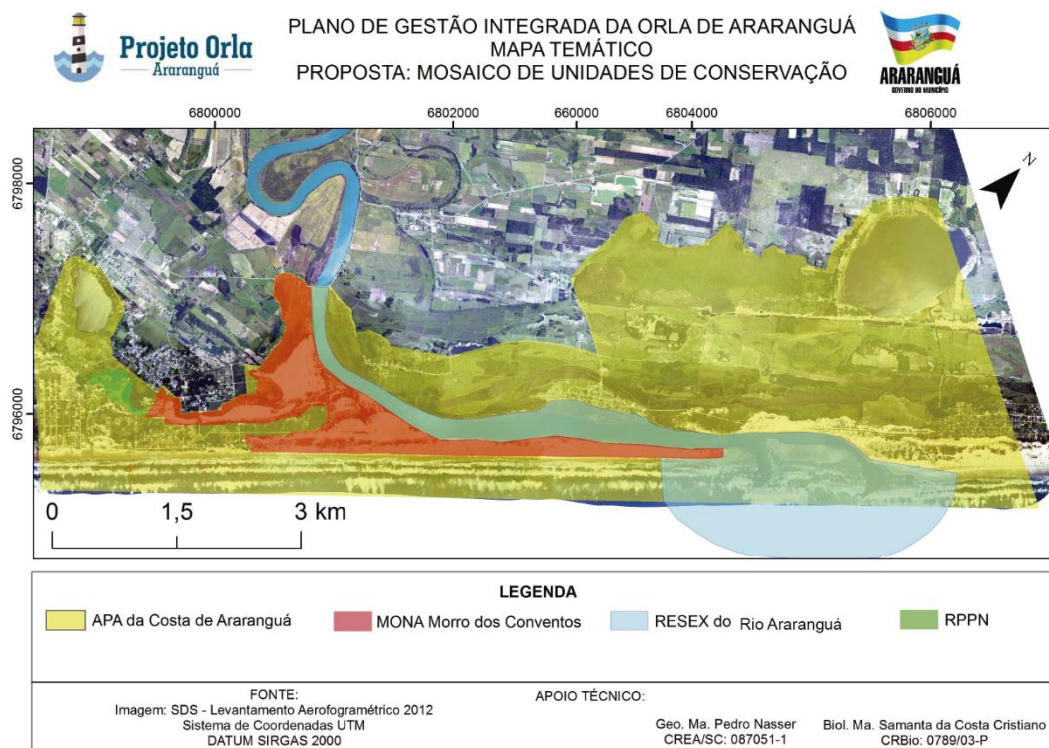 Projeto Orla
Araranguá
PLANO DE GESTÃO INTEGRADA DA ORLA DE ARARANGUÁ
MAPA TEMÁTICO
PROPOSTA: MOSAICO DE UNIDADES DE CONSERVAÇÃO
ARARANGUÁ
GOVERNO DO MUNICÍPIO
6800000 6802000 6660000 6804000 6806000
6798000
N
6796000
0 1,5 3 km
LEGENDA
APA da Costa de Araranguá MONA Morro dos Conventos RESEX do Rio Araranguá RPPN
FONTE:
Imagem: SDS - Levantamento Aerofogramétrico 2012
Sistema de Coordenadas UTM
DATUM SIRGAS 2000
APOIO TÉCNICO:
Geo. Ma. Pedro Nasser
CREA/SC: 087051-1
Biol. Ma. Samanta da Costa Cristiano
CRBio: 0789/03-P